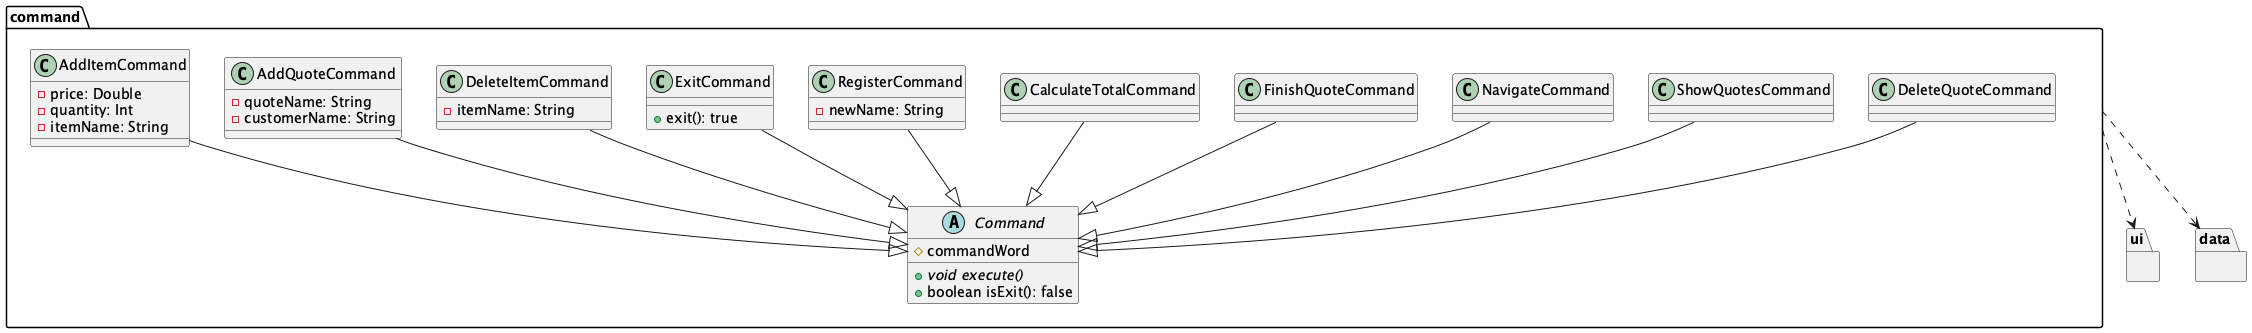 command
C AddItemCommand
price: Double
quantity: Int
itemName: String
C AddQuoteCommand
quoteName: String
customerName: String
C DeleteItemCommand
itemName: String
C ExitCommand
exit(): true
C RegisterCommand
newName: String
C CalculateTotalCommand
C FinishQuoteCommand
C NavigateCommand
C ShowQuotesCommand
C DeleteQuoteCommand
A Command
commandWord
void execute()
boolean isExit(): false
ui
data